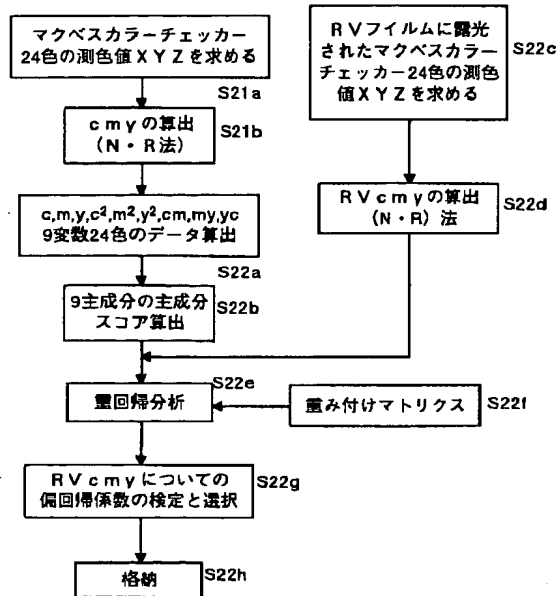 マクベスカラーチェッカー
24色の測色値XYZを求める
S21a
cmyの算出
(N・R法)
S21b
c,m,y,c²,m²,y²,cm,my,yc
9変数24色のデータ算出
S22a
9主成分の主成分
スコア算出
S22b
RVフイルムに露光
されたマクベスカラー
チェッカー24色の測色
値XYZを求める
S22c
RVcmyの算出
(N・R)法
S22d
S22e
重回帰分析
重み付けマトリクス
S22f
RVcmyについての
偏回帰係数の検定と選択
S22g
格納
S22h